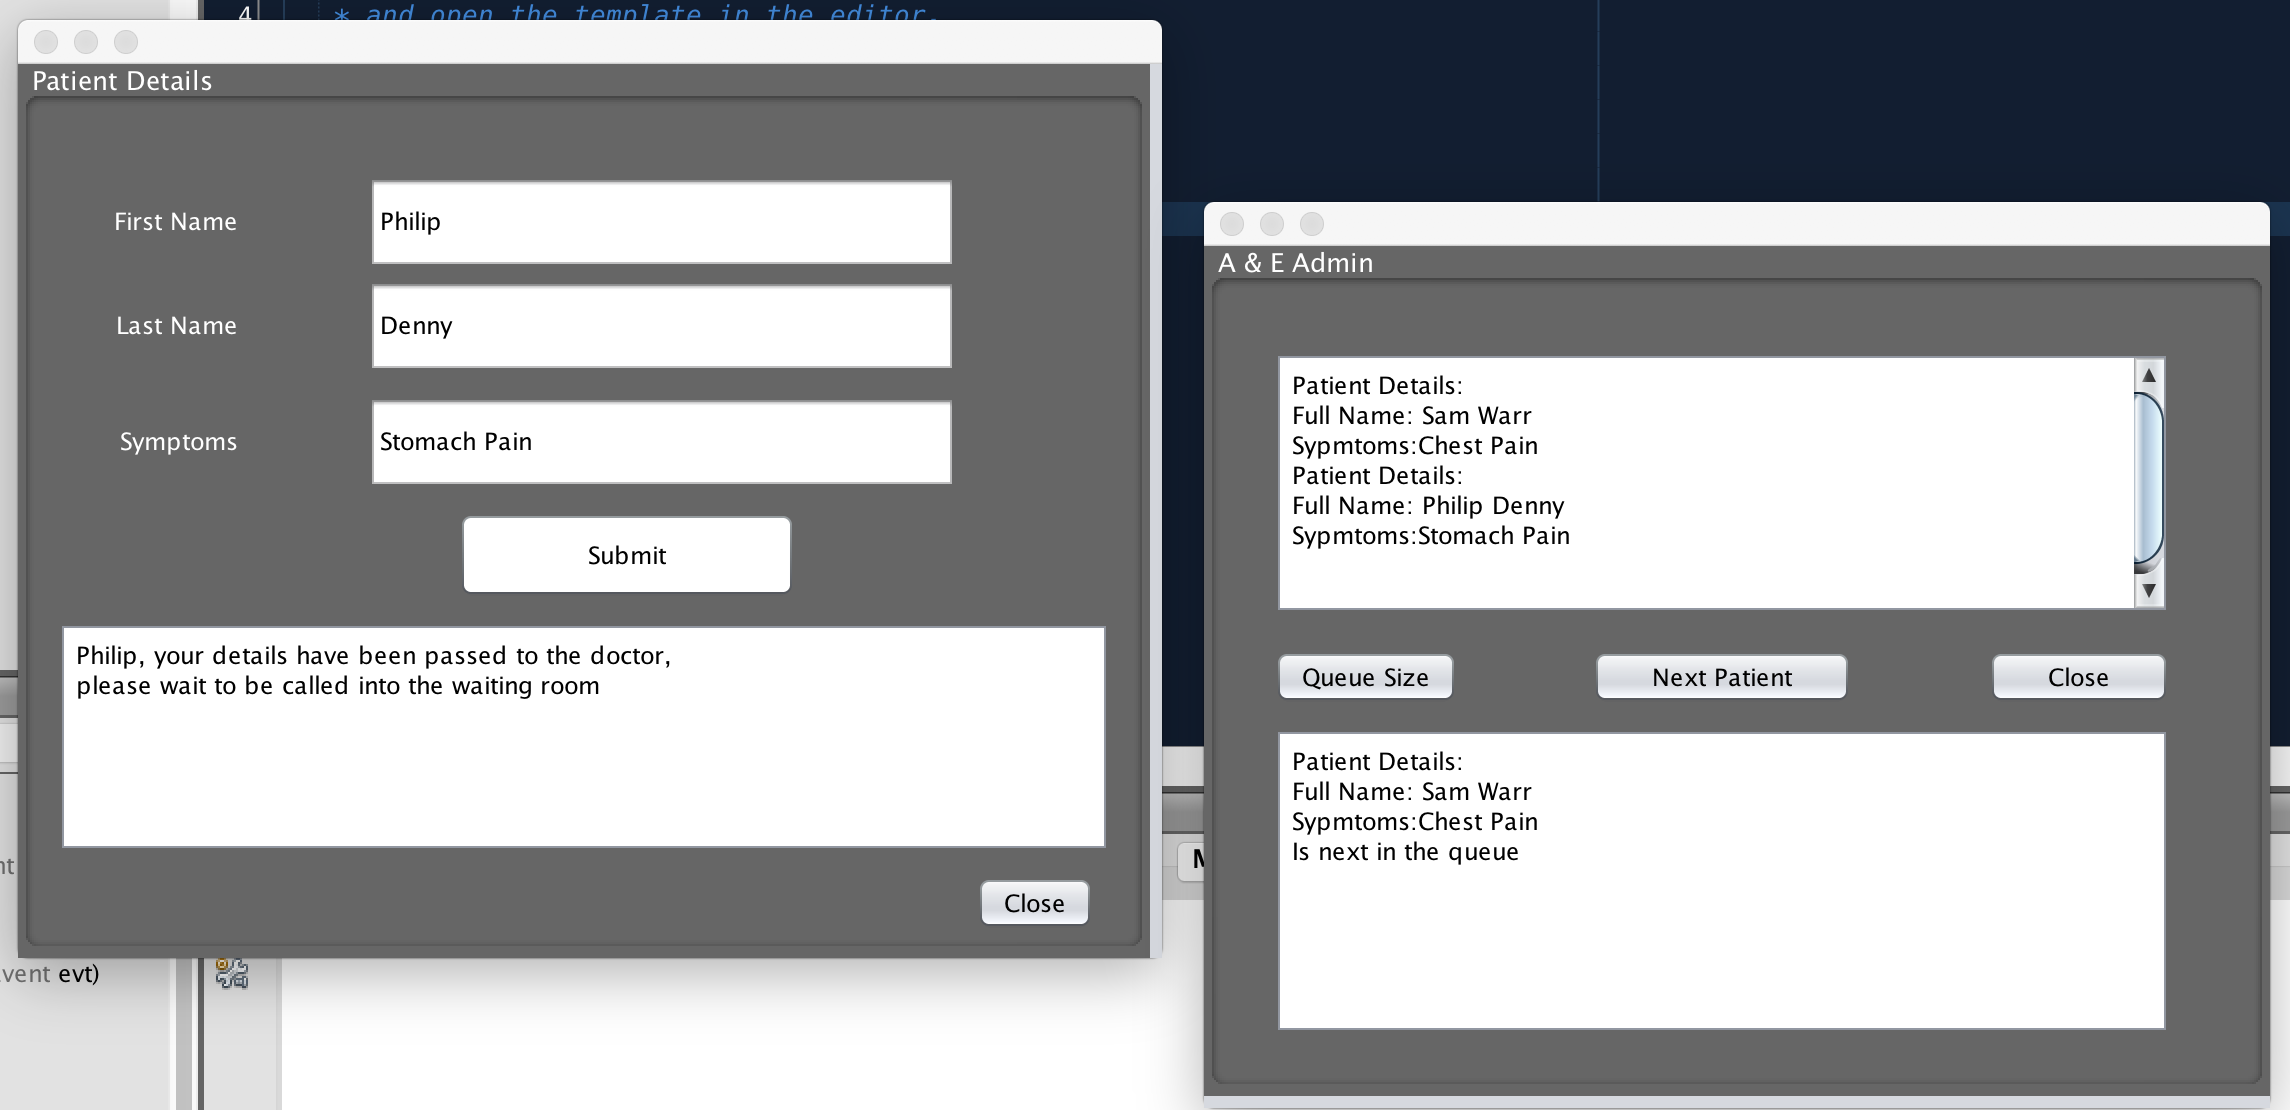 4 * and open the template in the editor.
Patient Details
First Name
Philip
Last Name
Denny
Symptoms
Stomach Pain
Submit
Philip, your details have been passed to the doctor,
please wait to be called into the waiting room
Close
A & E Admin
Patient Details:
Full Name: Sam Warr
Sypmtoms:Chest Pain
Patient Details:
Full Name: Philip Denny
Sypmtoms:Stomach Pain
Queue Size
Next Patient
Close
Patient Details:
Full Name: Sam Warr
Sypmtoms:Chest Pain
Is next in the queue
evt)